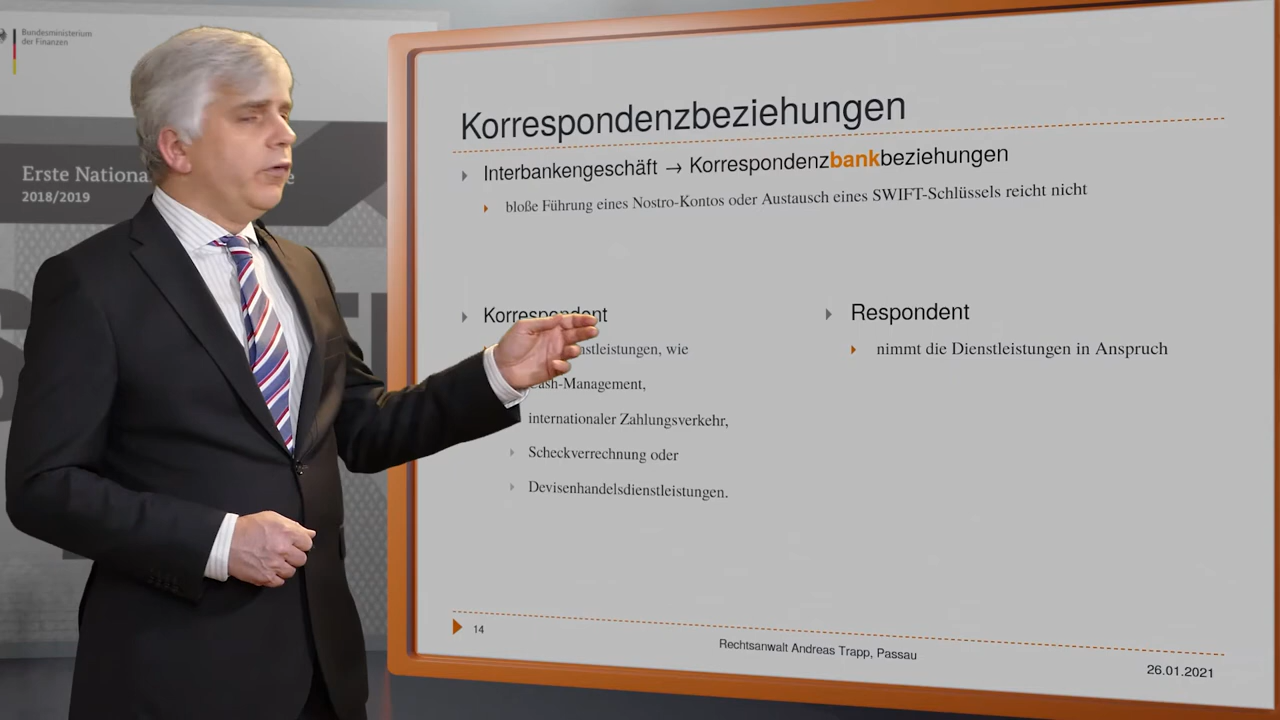 Bundesministerium
der Finanzen
Erste Nationa
2018/2019
Korrespondenzbeziehungen
Interbankengeschäft → Korrespondenzbankbeziehungen
bloße Führung eines Nostro-Kontos oder Austausch eines SWIFT-Schlüssels reicht nicht
Korrespondent
stleistungen, wie
Cash-Management,
internationaler Zahlungsverkehr,
Scheckverrechnung oder
Devisenhandelsdienstleistungen.
Respondent
nimmt die Dienstleistungen in Anspruch
14
Rechtsanwalt Andreas Trapp, Passau
26.01.2021